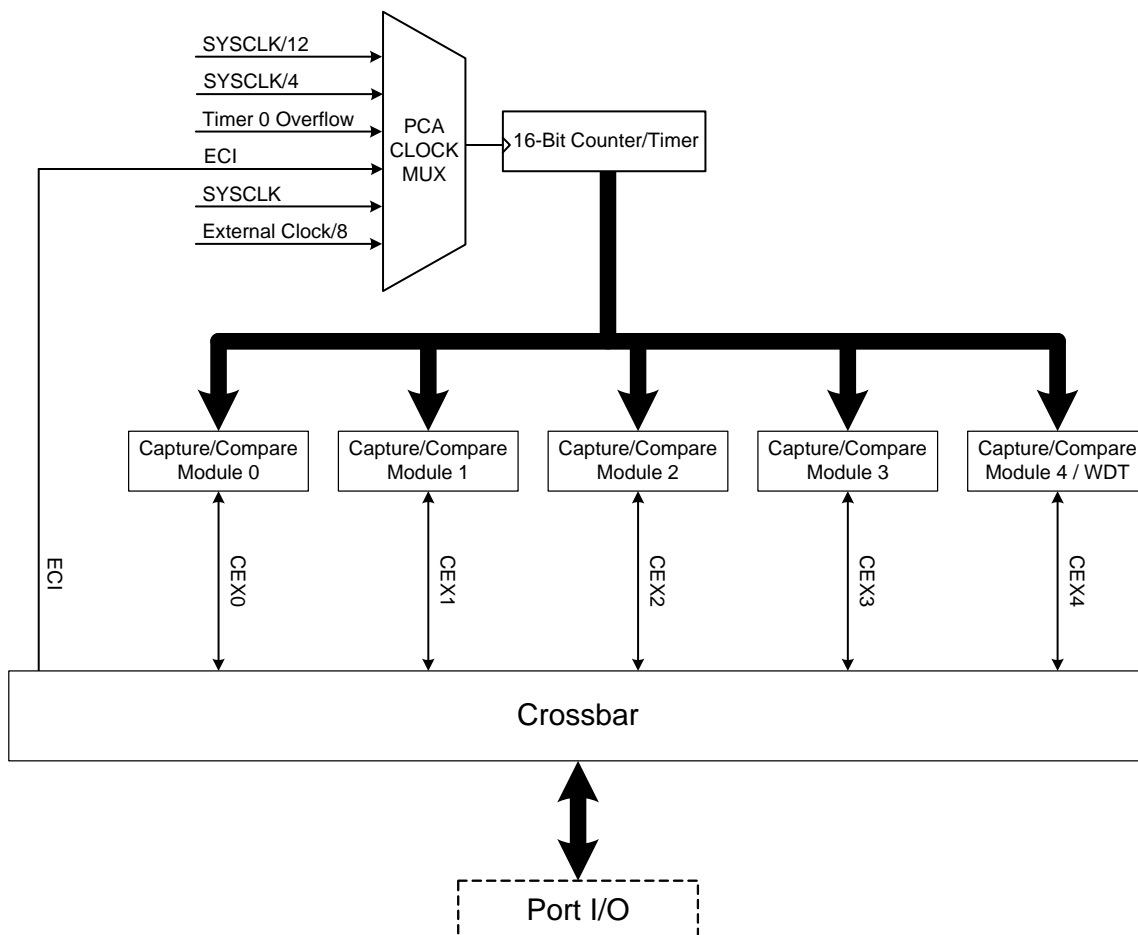 SYSCLK/12
SYSCLK/4
Timer 0 Overflow
ECI
SYSCLK
External Clock/8
PCA
CLOCK
MUX
16-Bit Counter/Timer
Capture/Compare
Module 0
Capture/Compare
Module 1
Capture/Compare
Module 2
Capture/Compare
Module 3
Capture/Compare
Module 4 / WDT
ECI
CEX0
CEX1
CEX2
CEX3
CEX4
Crossbar
Port I/O